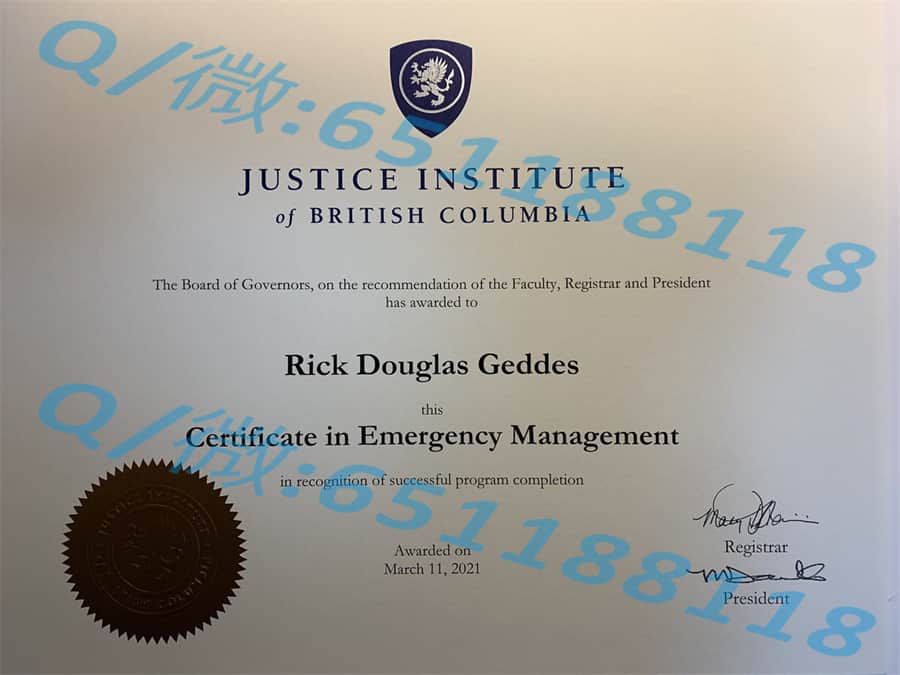 Q/微:651188118
JUSTICE INSTITUTE
of BRITISH COLUMBIA
The Board of Governors, on the recommendation of the Faculty, Registrar and President
has awarded to
Rick Douglas Geddes
this
Certificate in Emergency Management
Q/微:651188118
in recognition of successful program completion
Awarded on
March 11, 2021
Registrar
President